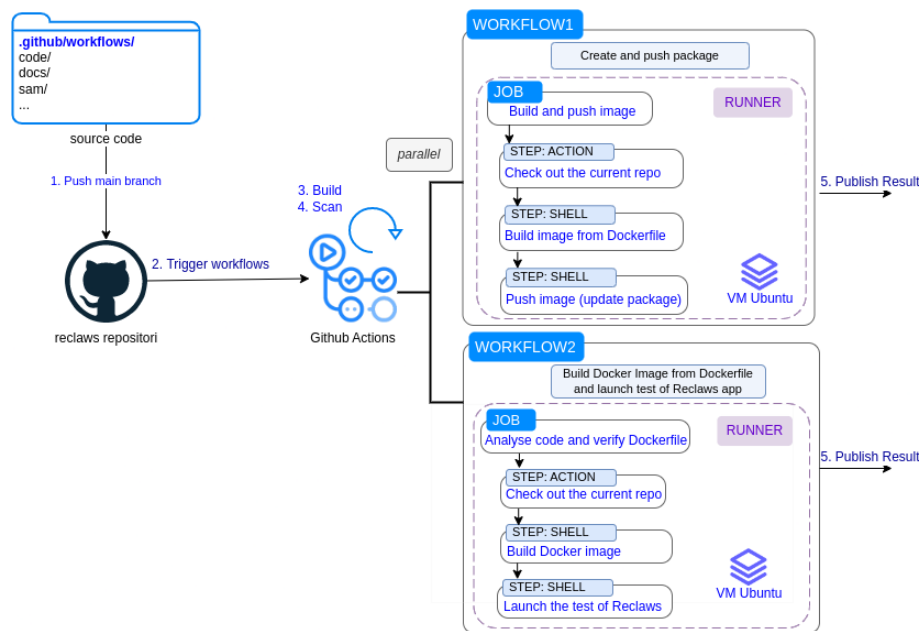 .github/workflows/
code/
docs/
sam/
...
source code
1. Push main branch
reclaws repositori
2. Trigger workflows
3. Build
4. Scan
Github Actions
parallel
WORKFLOW1
Create and push package
JOB
RUNNER
Build and push image
STEP: ACTION
Check out the current repo
STEP: SHELL
Build image from Dockerfile
STEP: SHELL
Push image (update package)
VM Ubuntu
5. Publish Result
WORKFLOW2
Build Docker Image from Dockerfile
and launch test of Reclaws app
JOB
RUNNER
Analyse code and verify Dockerfile
STEP: ACTION
Check out the current repo
STEP: SHELL
Build Docker image
STEP: SHELL
Launch the test of Reclaws
VM Ubuntu
5. Publish Result